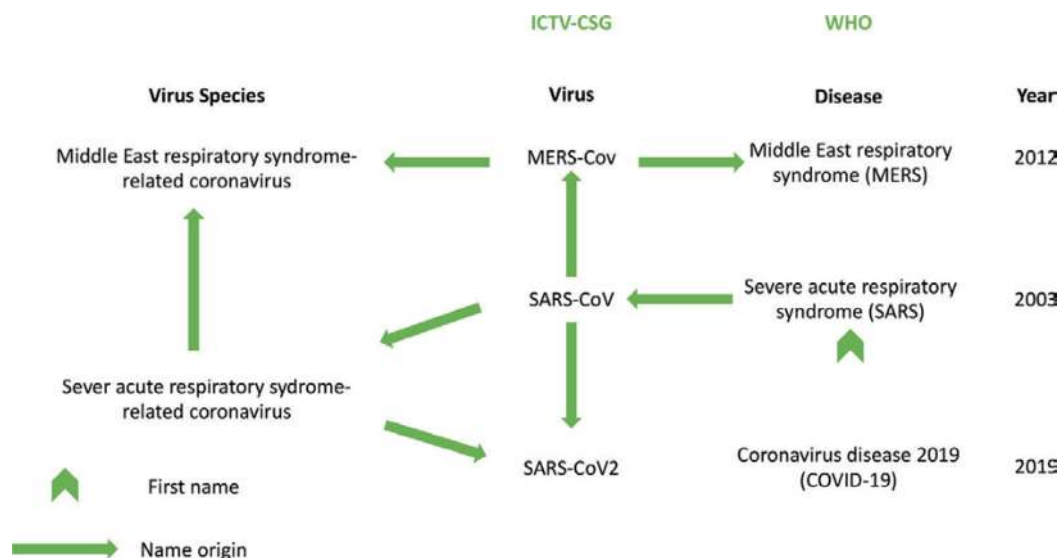 ICTV-CSG WHO
Virus Species Virus Disease Year
Middle East respiratory syndrome-
related coronavirus
MERS-Cov
Middle East respiratory
syndrome (MERS)
2012
SARS-CoV
Severe acute respiratory
syndrome (SARS)
2003
Sever acute respiratory sydrome-
related coronavirus
SARS-CoV2
Coronavirus disease 2019
(COVID-19)
2019
First name
Name origin